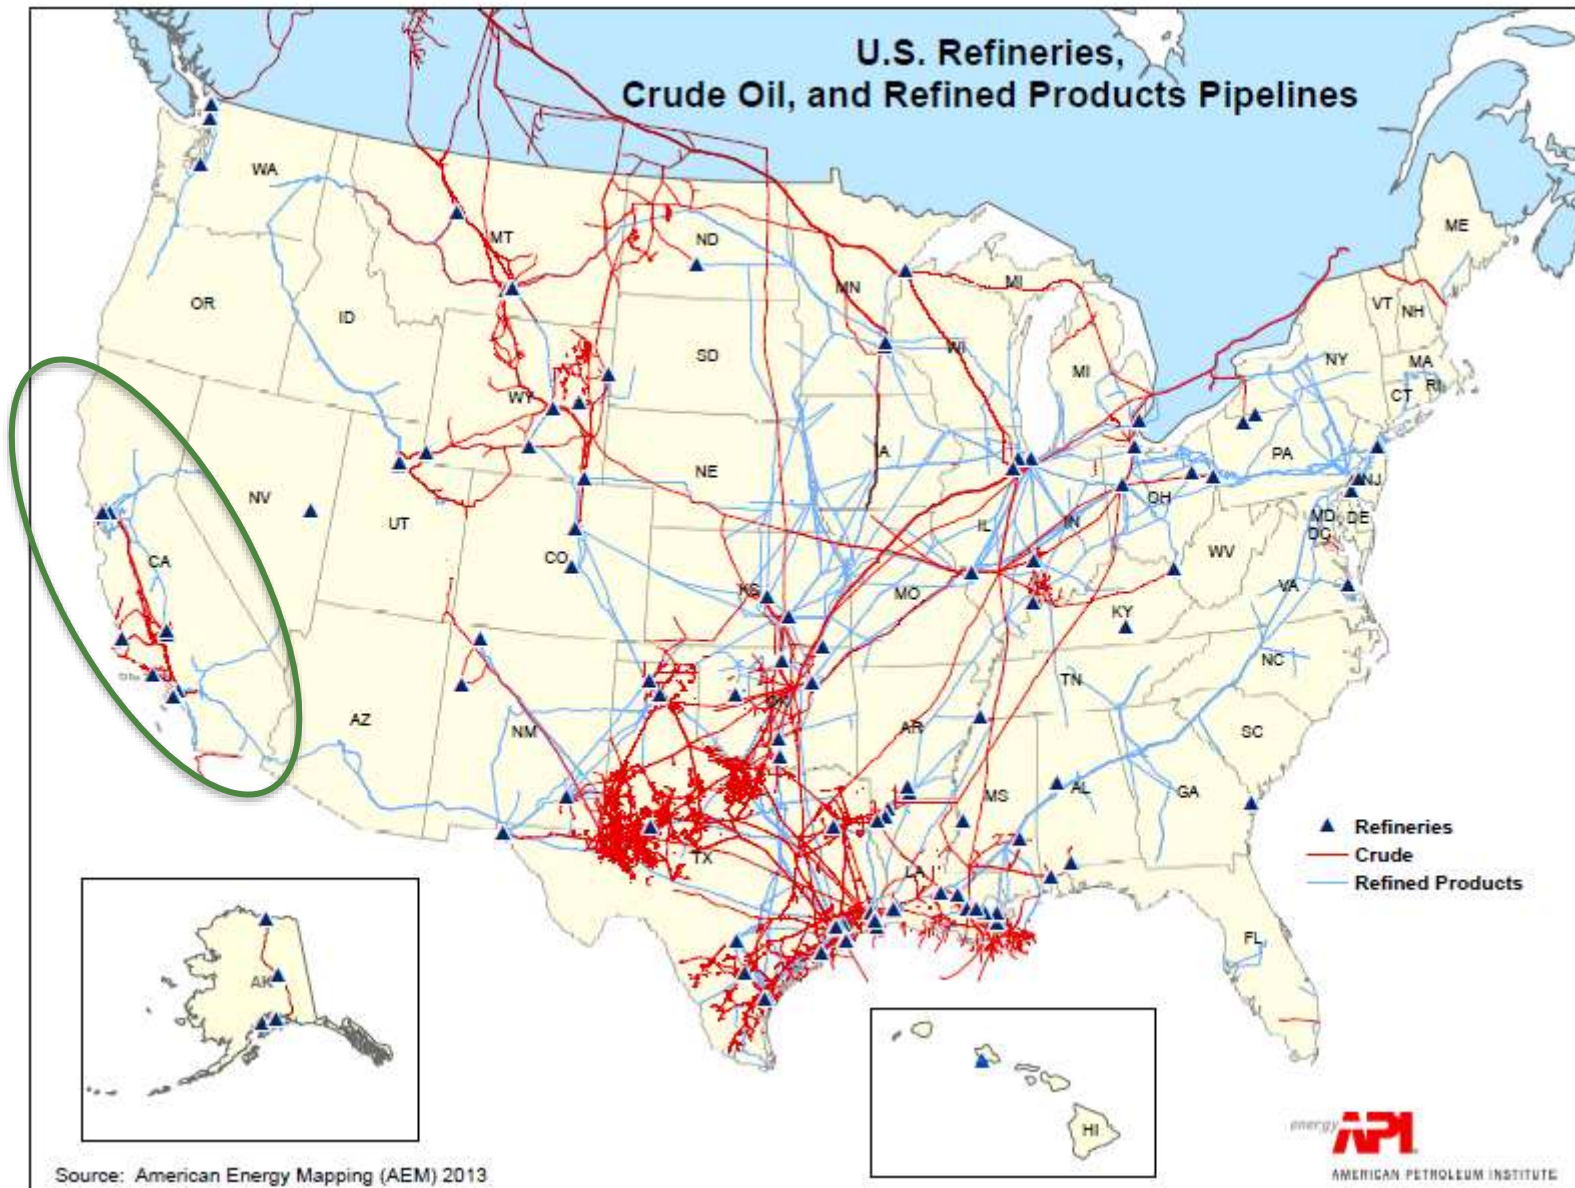 U.S. Refineries,
Crude Oil, and Refined Products Pipelines
WA
MT
ND
ME
MN
MI
VT
NH
OR
ID
SD
WI
MI
NY
MA
CT
RI
WY
IA
PA
NE
NV
UT
IL
IN
OH
NJ
MD
DE
DC
CA
CO
WV
KS
MO
VA
KY
NC
TN
AZ
NM
OK
AR
SC
MS
AL
GA
TX
LA
FL
Refineries
Crude
Refined Products
AK
HI
energy API
AMERICAN PETROLEUM INSTITUTE
Source: American Energy Mapping (AEM) 2013